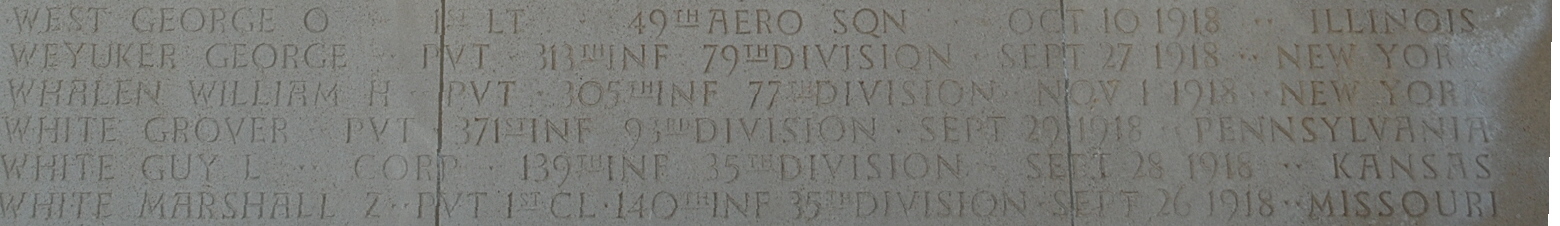 WEST GEORGE O · 1ST LT · 49TH AERO SQN · · OCT 10 1918 ·· ILLINOIS
WEYUKER GEORGE ·· PVT · 313TH INF 79TH DIVISION · SEPT 27 1918 ·· NEW YORK
WHALEN WILLIAM H · PVT · 305TH INF 77TH DIVISION · NOV 1 1918 ·· NEW YORK
WHITE GROVER · PVT · 371ST INF 93RD DIVISION · SEPT 29 1918 · PENNSYLVANIA
WHITE GUY L ·· CORP · 139TH INF 35TH DIVISION · SEPT 28 1918 ·· KANSAS
WHITE MARSHALL Z ·· PVT 1ST CL · 140TH INF 35TH DIVISION · SEPT 26 1918 ·· MISSOURI